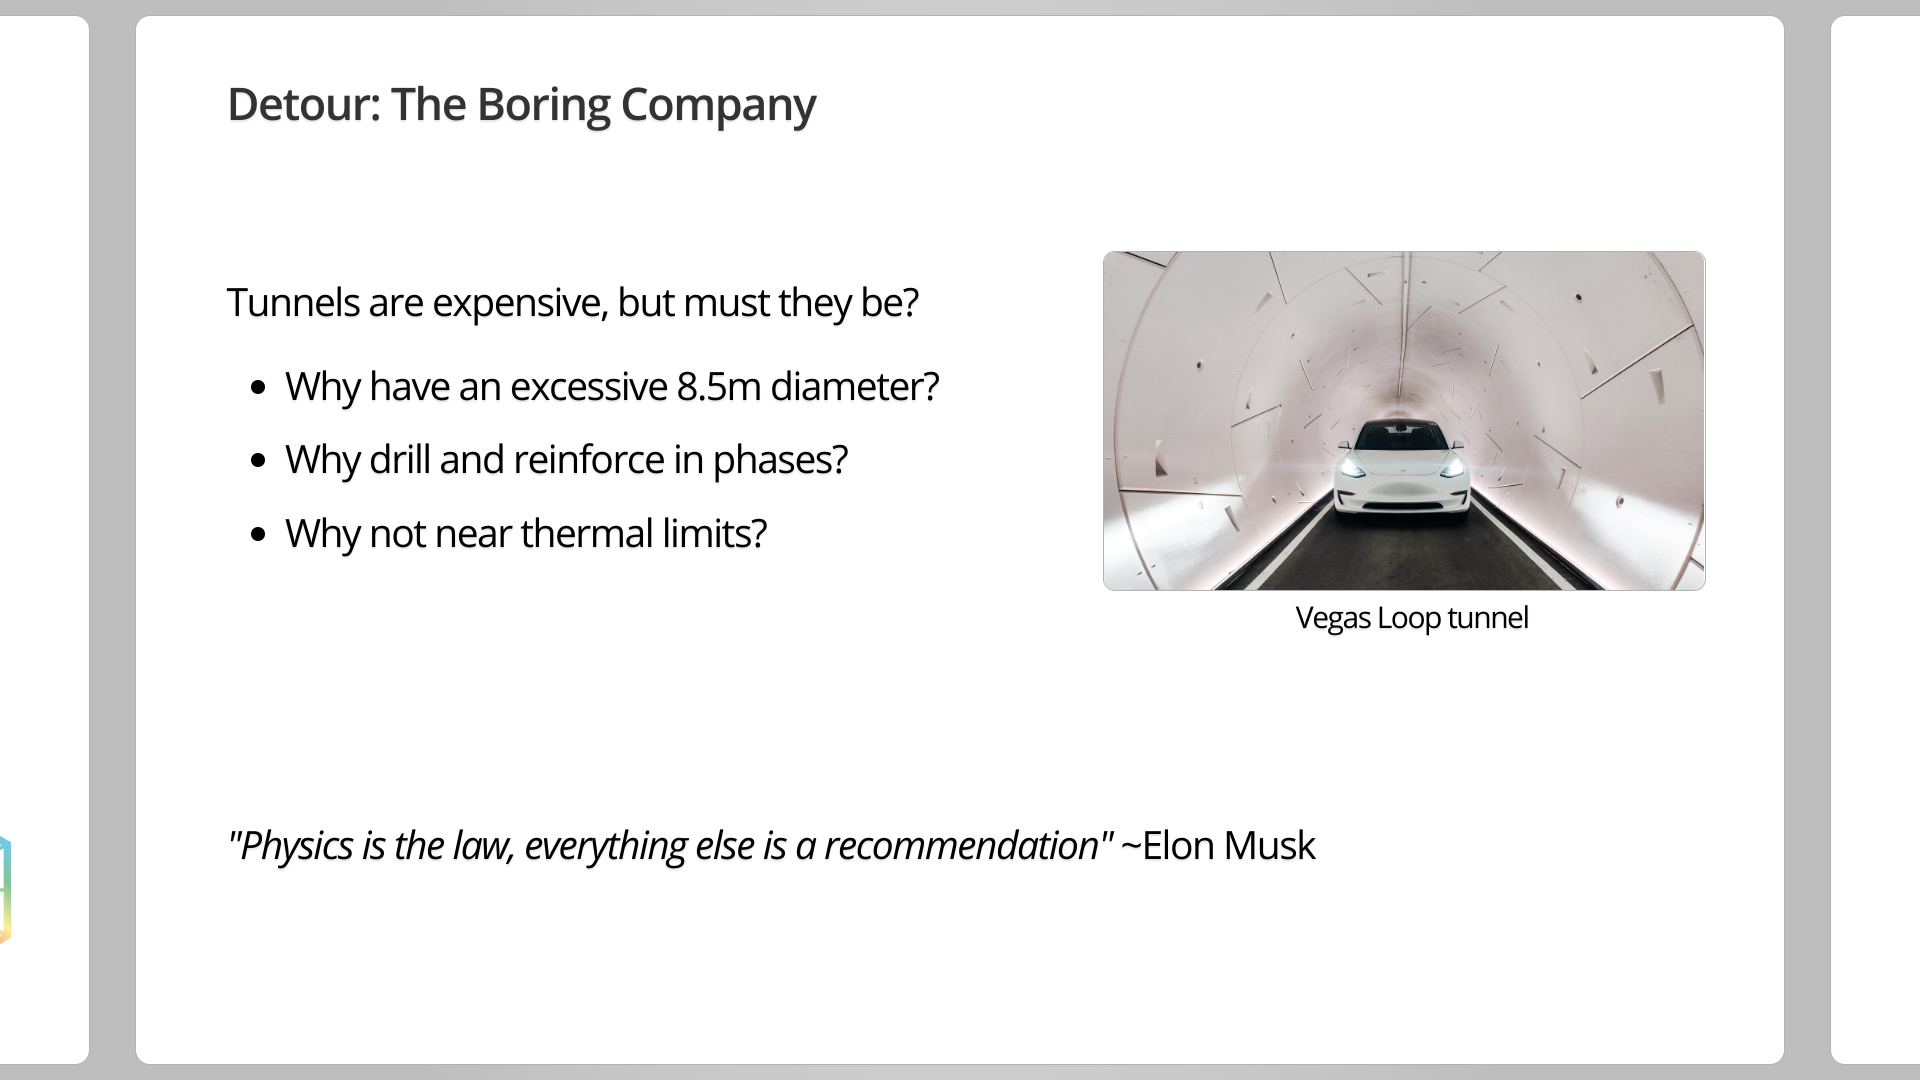 Detour: The Boring Company
Tunnels are expensive, but must they be?
Why have an excessive 8.5m diameter?
Why drill and reinforce in phases?
Why not near thermal limits?
Vegas Loop tunnel
"Physics is the law, everything else is a recommendation" ~Elon Musk